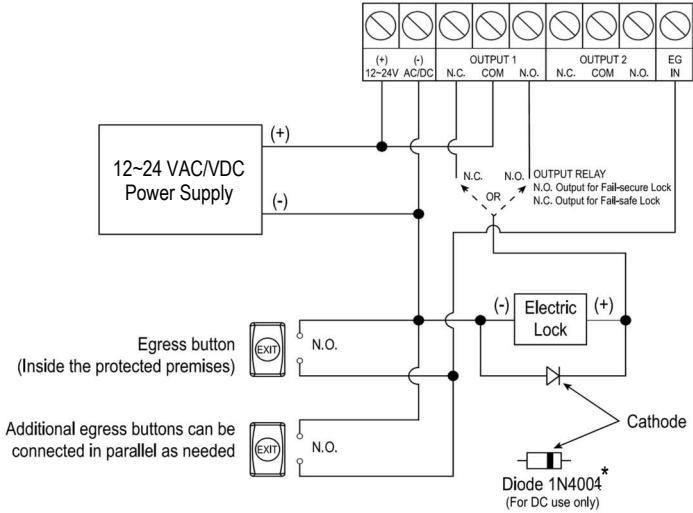 (+) (-) OUTPUT 1 OUTPUT 2 EG
12~24V AC/DC N.C. COM N.O. N.C. COM N.O. IN
(+)
12~24 VAC/VDC
Power Supply
(-)
N.C. N.O. OUTPUT RELAY
OR N.O. Output for Fail-secure Lock
N.C. Output for Fail-safe Lock
(-) Electric (+)
Lock
Egress button
(Inside the protected premises)
EXIT
N.O.
Additional egress buttons can be
connected in parallel as needed
EXIT
N.O.
Cathode
Diode 1N4004*
(For DC use only)